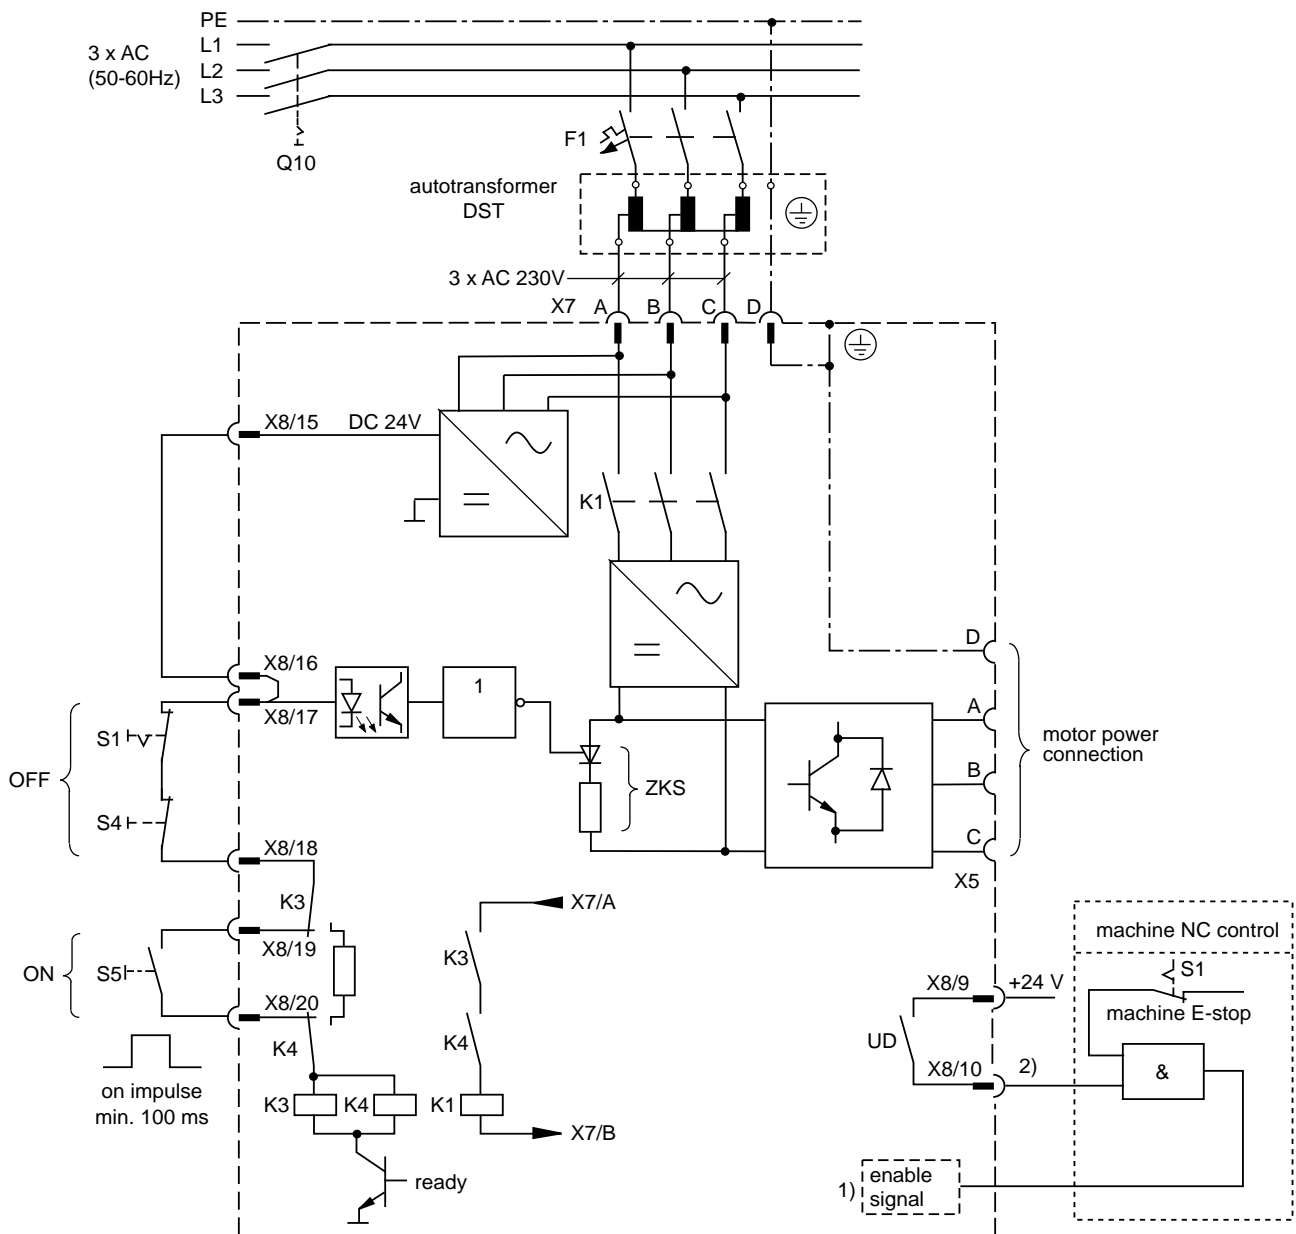 PE
L1
3 x AC
(50-60Hz)
L2
L3
Q10
F1
autotransformer
DST
3 x AC 230V
X7
A
B
C
D
X8/15
DC 24V
K1
X8/16
X8/17
1
S1
OFF
S4
ZKS
D
A
B
C
motor power
connection
X5
X8/18
K3
X8/19
ON
S5
X8/20
K4
on impulse
min. 100 ms
K3
K4
ready
X7/A
K3
K4
K1
X7/B
machine NC control
S1
machine E-stop
X8/9
+24 V
UD
X8/10
2)
&
1)
enable
signal